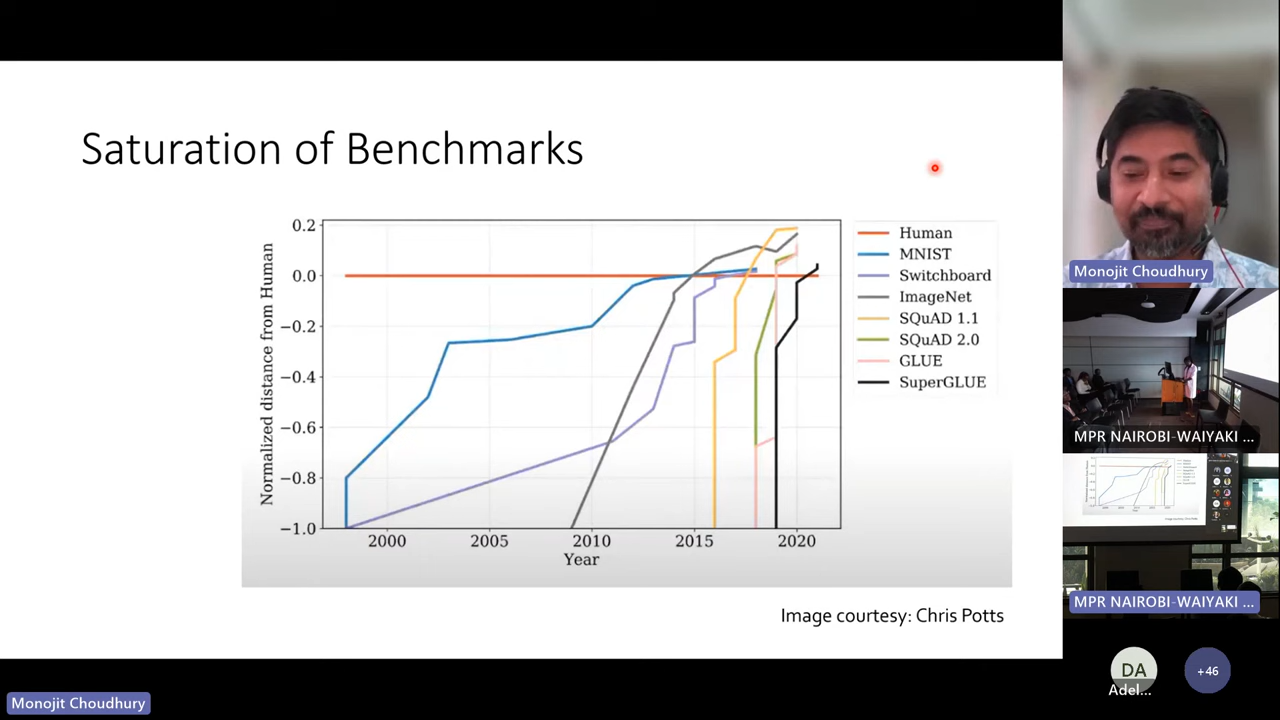 Saturation of Benchmarks
0.2
0.0
−0.2
−0.4
−0.6
−0.8
−1.0
Normalized distance from Human
2000
2005
2010
2015
2020
Year
Human
MNIST
Switchboard
ImageNet
SQuAD 1.1
SQuAD 2.0
GLUE
SuperGLUE
Image courtesy: Chris Potts
Monojit Choudhury
Monojit Choudhury
MPR NAIROBI-WAIYAKI ...
MPR NAIROBI-WAIYAKI ...
DA
Adel...
+46